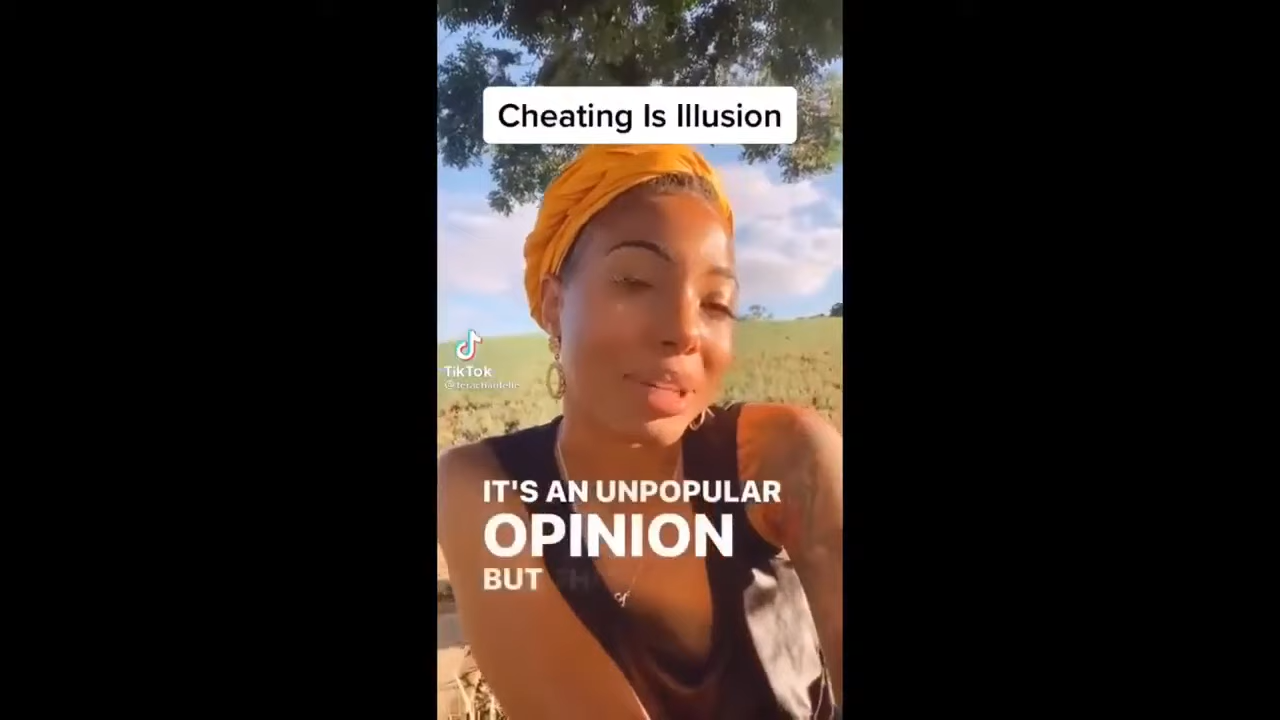 Cheating Is Illusion
TikTok
IT'S AN UNPOPULAR
OPINION
BUT